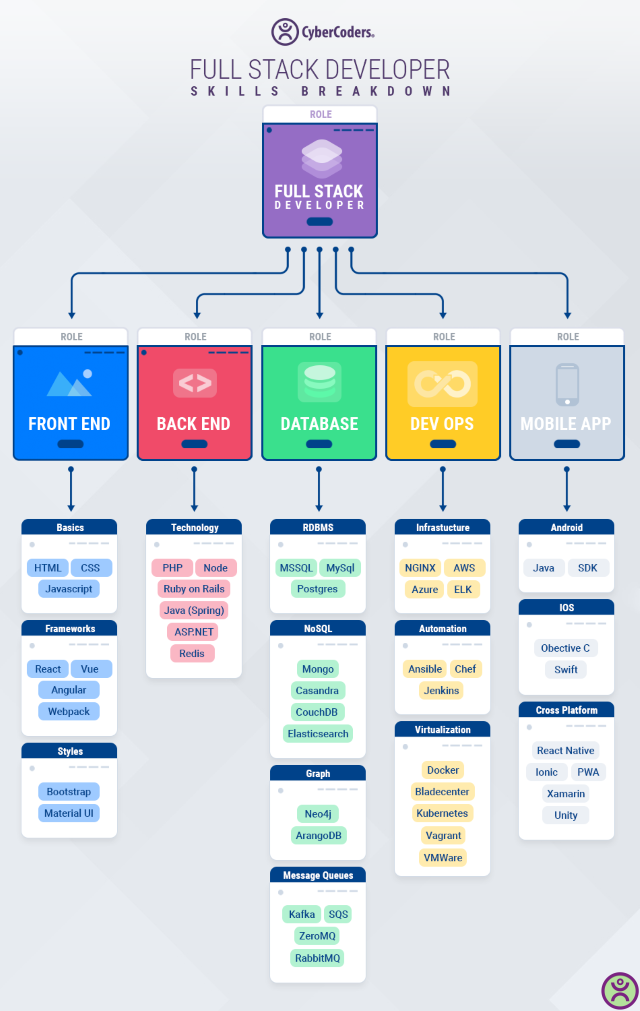 CyberCoders®
FULL STACK DEVELOPER
SKILLS BREAKDOWN
ROLE
FULL STACK
DEVELOPER
ROLE
FRONT END
ROLE
BACK END
ROLE
DATABASE
ROLE
DEV OPS
ROLE
MOBILE APP
Basics
HTML CSS
Javascript
Frameworks
React Vue
Angular
Webpack
Styles
Bootstrap
Material UI
Technology
PHP Node
Ruby on Rails
Java (Spring)
ASP.NET
Redis
RDBMS
MSSQL MySql
Postgres
NoSQL
Mongo
Casandra
CouchDB
Elasticsearch
Graph
Neo4j
ArangoDB
Message Queues
Kafka SQS
ZeroMQ
RabbitMQ
Infrastucture
NGINX AWS
Azure ELK
Automation
Ansible Chef
Jenkins
Virtualization
Docker
Bladecenter
Kubernetes
Vagrant
VMWare
Android
Java SDK
IOS
Obective C
Swift
Cross Platform
React Native
Ionic PWA
Xamarin
Unity